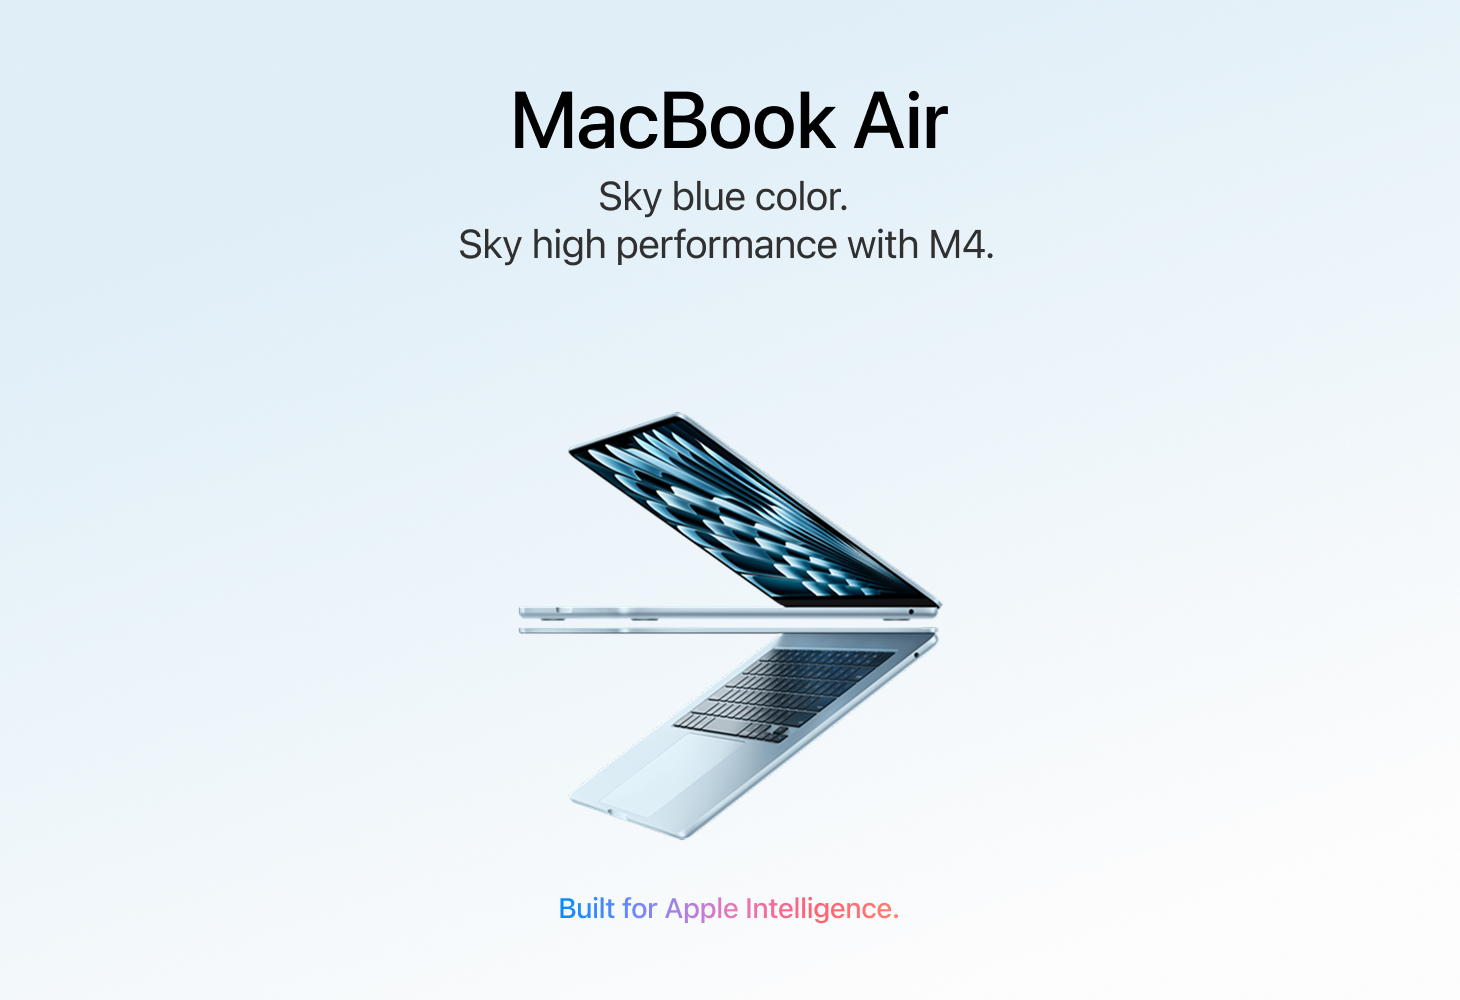 MacBook Air
Sky blue color.
Sky high performance with M4.
Built for Apple Intelligence.